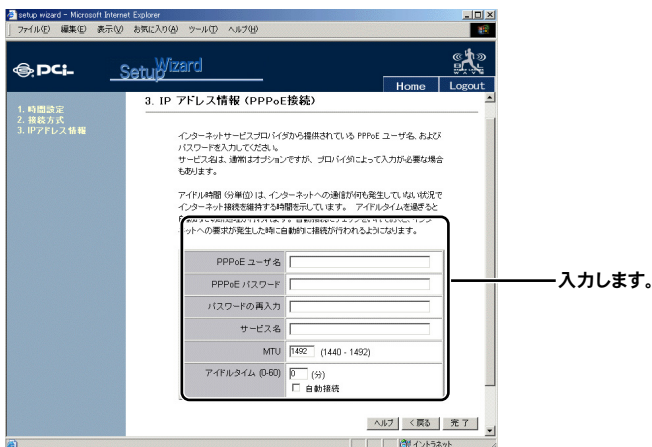 setup wizard - Microsoft Internet Explorer
ファイル(F) 編集(E) 表示(V) お気に入り(A) ツール(T) ヘルプ(H)
PCi
SetupWizard
Home Logout
1. 時間設定
2. 接続方式
3. IPアドレス情報
3. IP アドレス情報 (PPPoE接続)
インターネットサービスプロバイダから提供されている PPPoE ユーザ名、および
パスワードを入力してください。
サービス名は、通常はオプションですが、プロバイダによって入力が必要な場合
もあります。
アイドル時間 (分単位) は、インターネットへの通信が何も発生していない状況で
インターネット接続を維持する時間を示しています。 アイドルタイムを過ぎると
ットへの要求が発生した時に自動的に接続が行われるようになります。
PPPoE ユーザ名
PPPoE パスワード
パスワードの再入力
サービス名
MTU 1492 (1440 - 1492)
アイドルタイム (0-60) 0 (分)
自動接続
入力します。
ヘルプ < 戻る 完了
イントラネット